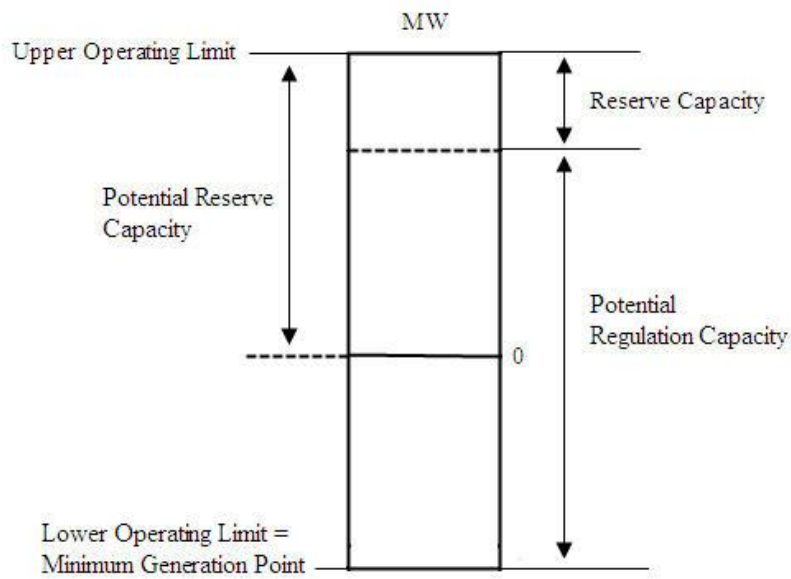 MW
Upper Operating Limit
Reserve Capacity
Potential Reserve
Capacity
Potential
Regulation Capacity
0
Lower Operating Limit =
Minimum Generation Point